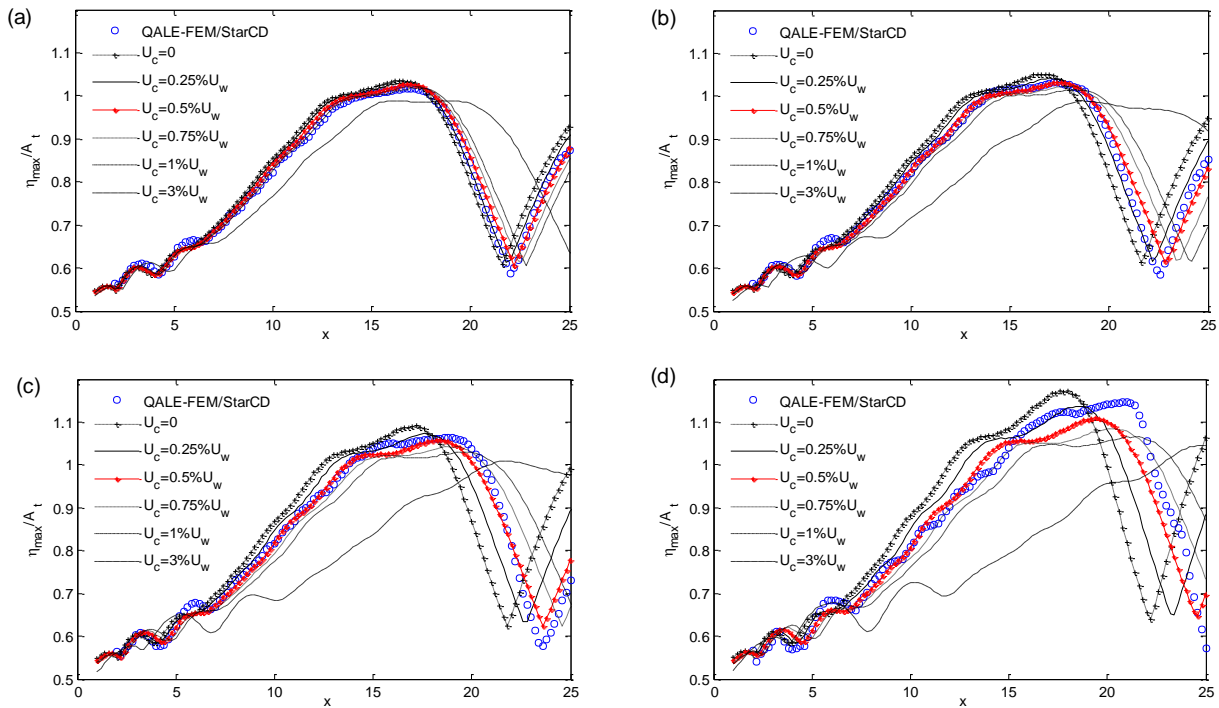 (a)
QALE-FEM/StarCD
U_c=0
U_c=0.25%U_w
U_c=0.5%U_w
U_c=0.75%U_w
U_c=1%U_w
U_c=3%U_w
η_max/A_t
1.1
1
0.9
0.8
0.7
0.6
0.5
0 5 10 15 20 25
x
(b)
QALE-FEM/StarCD
U_c=0
U_c=0.25%U_w
U_c=0.5%U_w
U_c=0.75%U_w
U_c=1%U_w
U_c=3%U_w
η_max/A_t
1.1
1
0.9
0.8
0.7
0.6
0.5
0 5 10 15 20 25
x
(c)
QALE-FEM/StarCD
U_c=0
U_c=0.25%U_w
U_c=0.5%U_w
U_c=0.75%U_w
U_c=1%U_w
U_c=3%U_w
η_max/A_t
1.1
1
0.9
0.8
0.7
0.6
0.5
0 5 10 15 20 25
x
(d)
QALE-FEM/StarCD
U_c=0
U_c=0.25%U_w
U_c=0.5%U_w
U_c=0.75%U_w
U_c=1%U_w
U_c=3%U_w
η_max/A_t
1.1
1
0.9
0.8
0.7
0.6
0.5
0 5 10 15 20 25
x